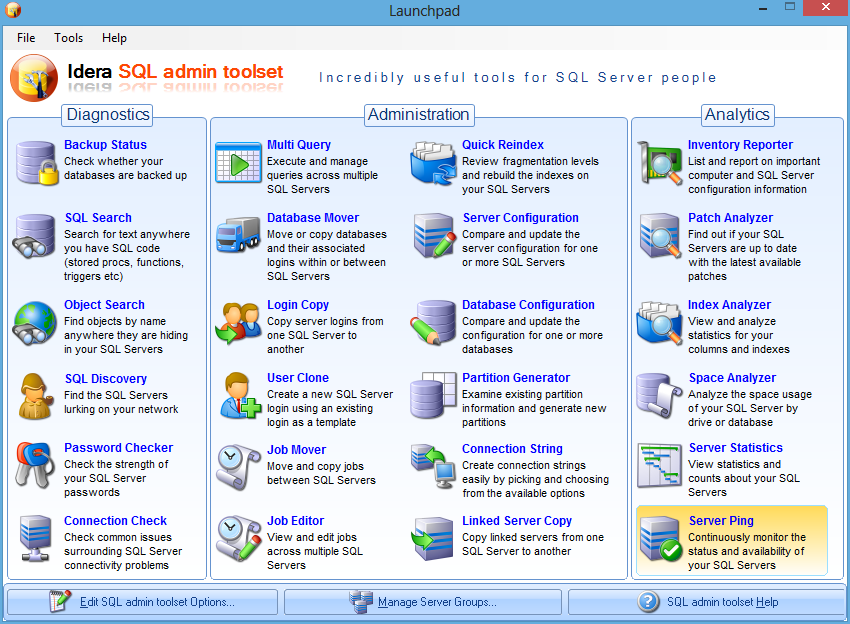 Launchpad
File Tools Help
Idera SQL admin toolset
Incredibly useful tools for SQL Server people
Diagnostics
Backup Status
Check whether your
databases are backed up
SQL Search
Search for text anywhere
you have SQL code
(stored procs, functions,
triggers etc)
Object Search
Find objects by name
anywhere they are hiding
in your SQL Servers
SQL Discovery
Find the SQL Servers
lurking on your network
Password Checker
Check the strength of
your SQL Server
passwords
Connection Check
Check common issues
surrounding SQL Server
connectivity problems
Administration
Multi Query
Execute and manage
queries across multiple
SQL Servers
Database Mover
Move or copy databases
and their associated
logins within or between
SQL Servers
Login Copy
Copy server logins from
one SQL Server to
another
User Clone
Create a new SQL Server
login using an existing
login as a template
Job Mover
Move and copy jobs
between SQL Servers
Job Editor
View and edit jobs
across multiple SQL
Servers
Quick Reindex
Review fragmentation levels
and rebuild the indexes on
your SQL Servers
Server Configuration
Compare and update the
server configuration for one
or more SQL Servers
Database Configuration
Compare and update the
configuration for one or more
databases
Partition Generator
Examine existing partition
information and generate new
partitions
Connection String
Create connection strings
easily by picking and choosing
from the available options
Linked Server Copy
Copy linked servers from one
SQL Server to another
Analytics
Inventory Reporter
List and report on important
computer and SQL Server
configuration information
Patch Analyzer
Find out if your SQL
Servers are up to date
with the latest available
patches
Index Analyzer
View and analyze
statistics for your
columns and indexes
Space Analyzer
Analyze the space usage
of your SQL Server by
drive or database
Server Statistics
View statistics and
counts about your SQL
Servers
Server Ping
Continuously monitor the
status and availability of
your SQL Servers
Edit SQL admin toolset Options...
Manage Server Groups...
SQL admin toolset Help